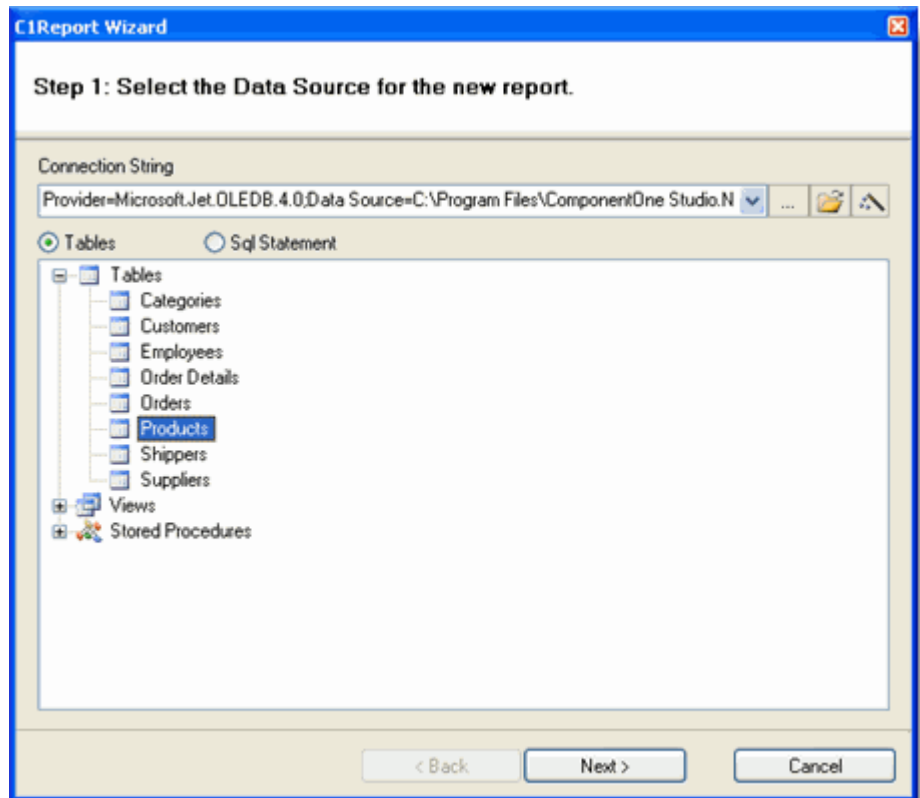 C1Report Wizard
Step 1: Select the Data Source for the new report.
Connection String
Provider=Microsoft.Jet.OLEDB.4.0;Data Source=C:\Program Files\ComponentOne Studio.N
...
Tables
Sql Statement
Tables
Categories
Customers
Employees
Order Details
Orders
Products
Shippers
Suppliers
Views
Stored Procedures
< Back
Next >
Cancel